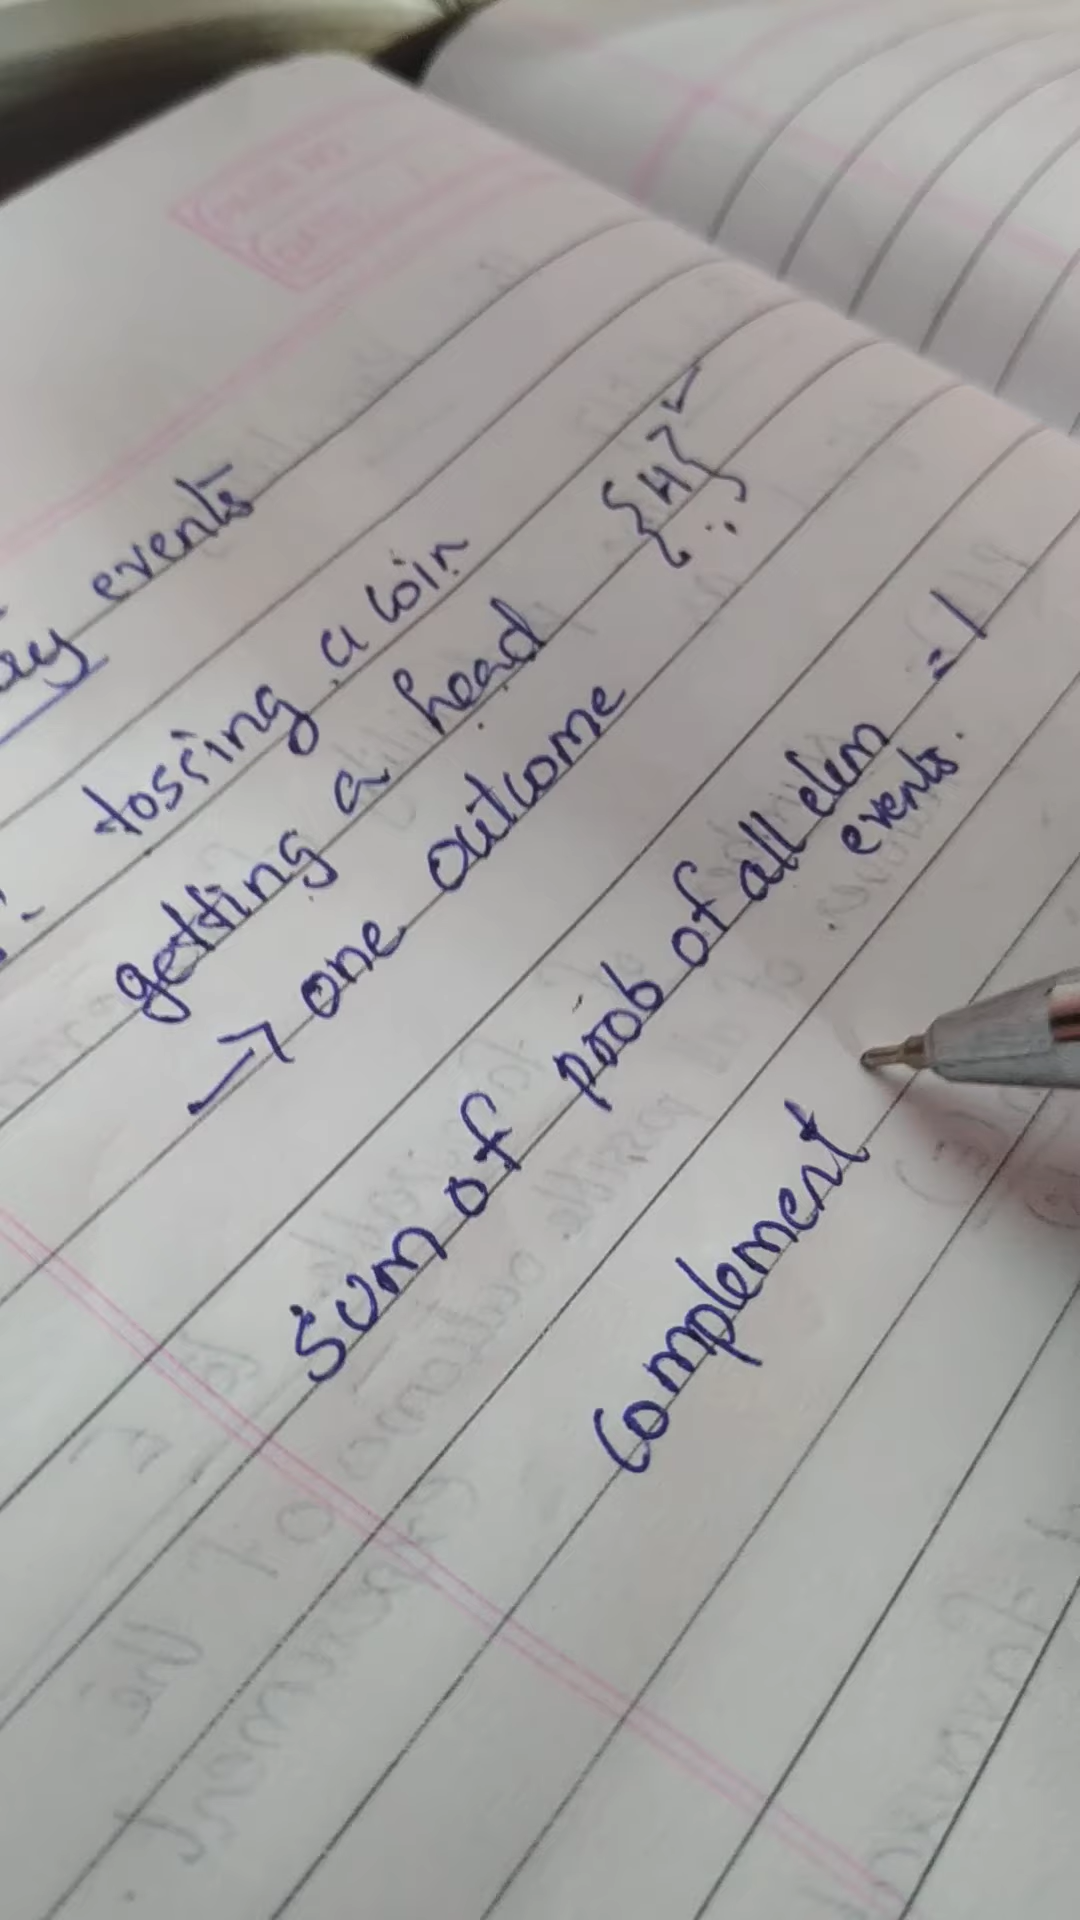 events
tossing a coin
getting a head {H} ✓
→ one outcome
Sum of prob of all elem = 1
events.
Complement